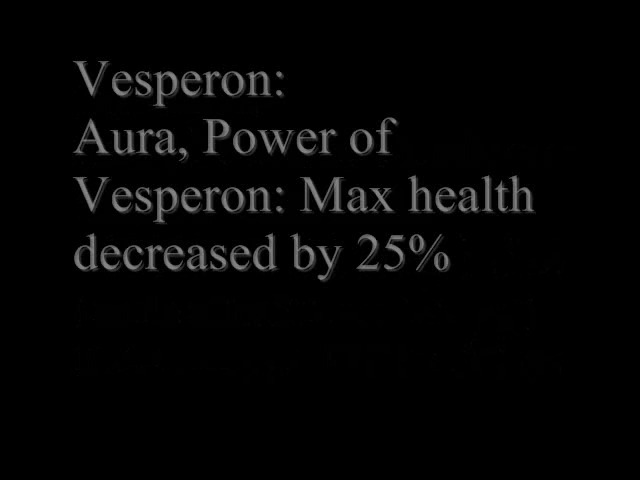 Vesperon:
Aura, Power of
Vesperon: Max health
decreased by 25%